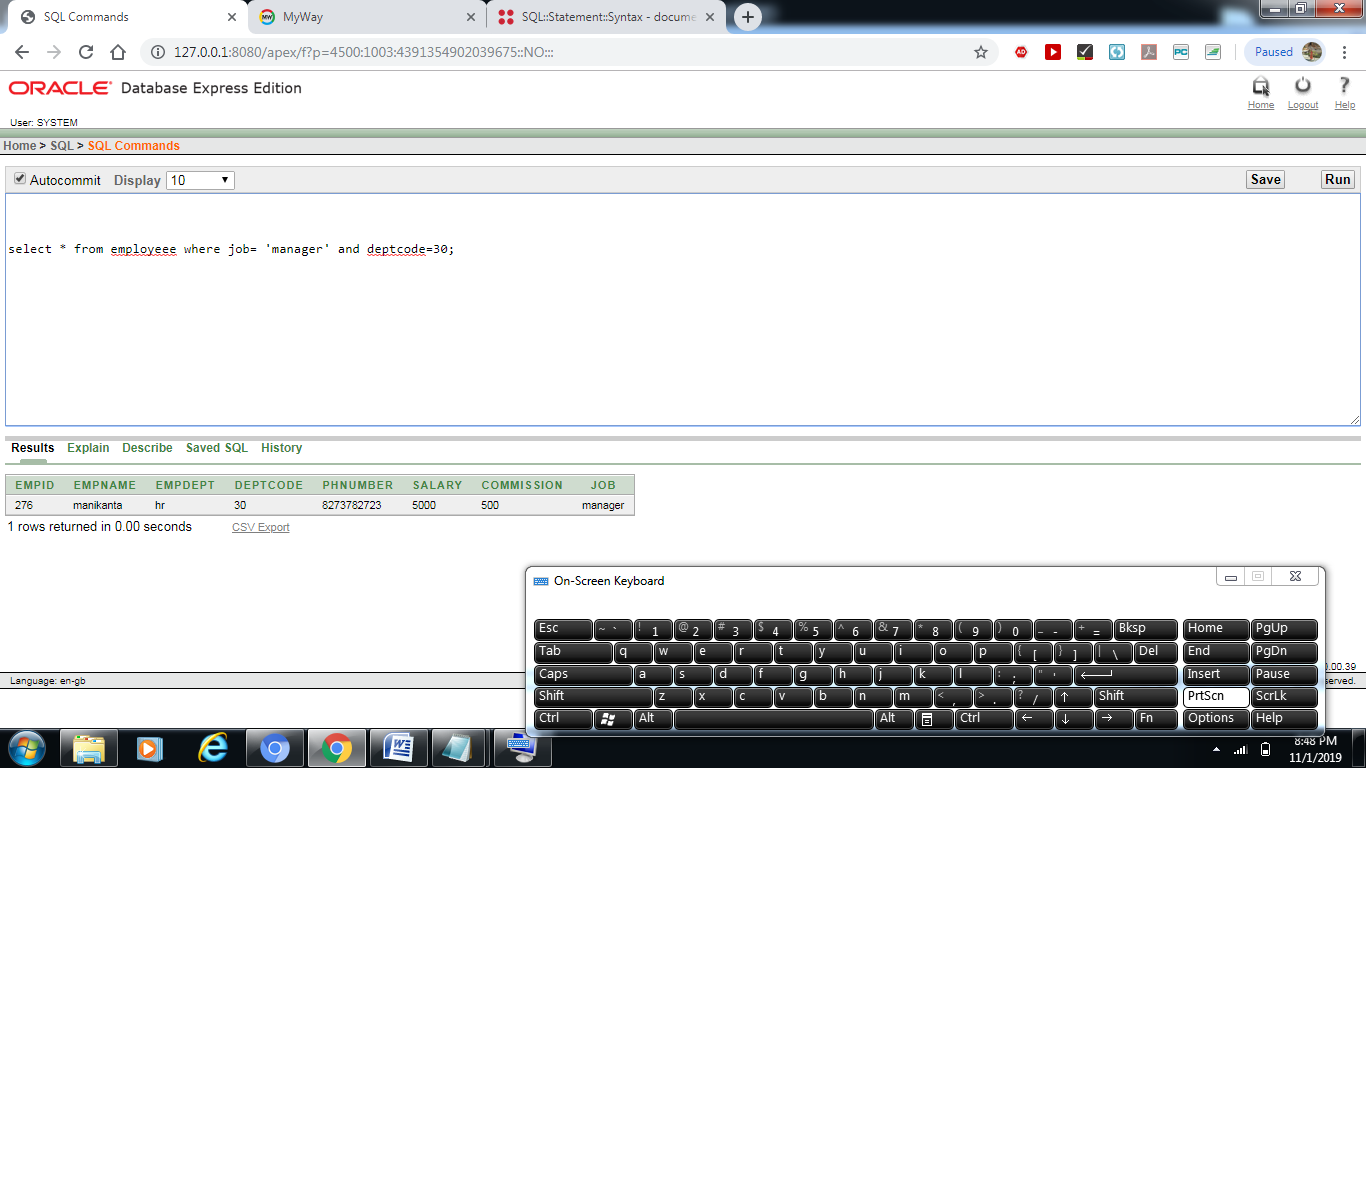 SQL Commands
MyWay
SQL::Statement::Syntax - docume
127.0.0.1:8080/apex/f?p=4500:1003:4391354902039675::NO:::
Paused
ORACLE Database Express Edition
Home Logout Help
User: SYSTEM
Home > SQL > SQL Commands
Autocommit Display 10 Save Run
select * from employeee where job= 'manager' and deptcode=30;
Results Explain Describe Saved SQL History
EMPID EMPNAME EMPDEPT DEPTCODE PHNUMBER SALARY COMMISSION JOB
276 manikanta hr 30 8273782723 5000 500 manager
1 rows returned in 0.00 seconds CSV Export
On-Screen Keyboard
Esc ~ ` ! 1 @ 2 # 3 $ 4 % 5 ^ 6 & 7 * 8 ( 9 ) 0 _ - + = Bksp Home PgUp
Tab q w e r t y u i o p { [ } ] | \ Del End PgDn
Caps a s d f g h j k l : ; " ' Insert Pause
Shift z x c v b n m < , > . ? / ↑ Shift PrtScn ScrLk
Ctrl Alt Alt Ctrl ← ↓ → Fn Options Help
.00.39
Language: en-gb
served.
8:48 PM
11/1/2019